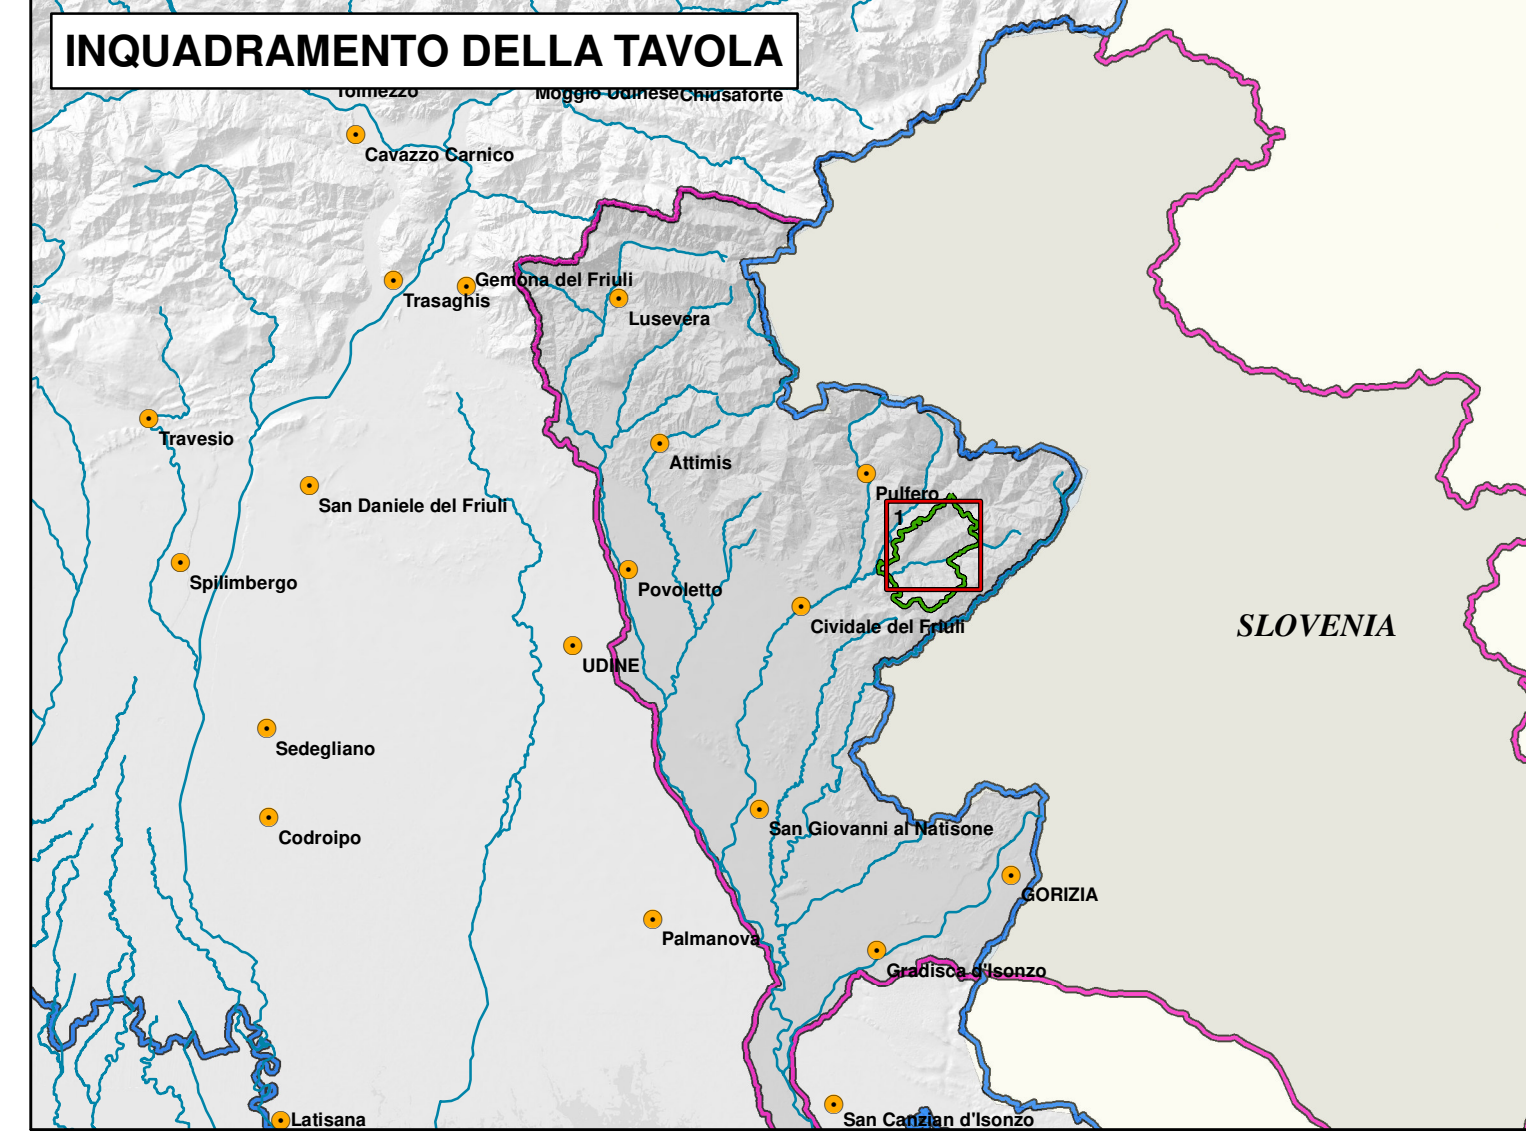 INQUADRAMENTO DELLA TAVOLA
Tolmezzo
Moggio Udinese
Chiusaforte
Cavazzo Carnico
Gemona del Friuli
Trasaghis
Lusevera
Travesio
Attimis
San Daniele del Friuli
Pulfero
1
Spilimbergo
Povoletto
Cividale del Friuli
SLOVENIA
UDINE
Sedegliano
San Giovanni al Natisone
Codroipo
GORIZIA
Palmanova
Gradisca d'Isonzo
Latisana
San Canzian d'Isonzo